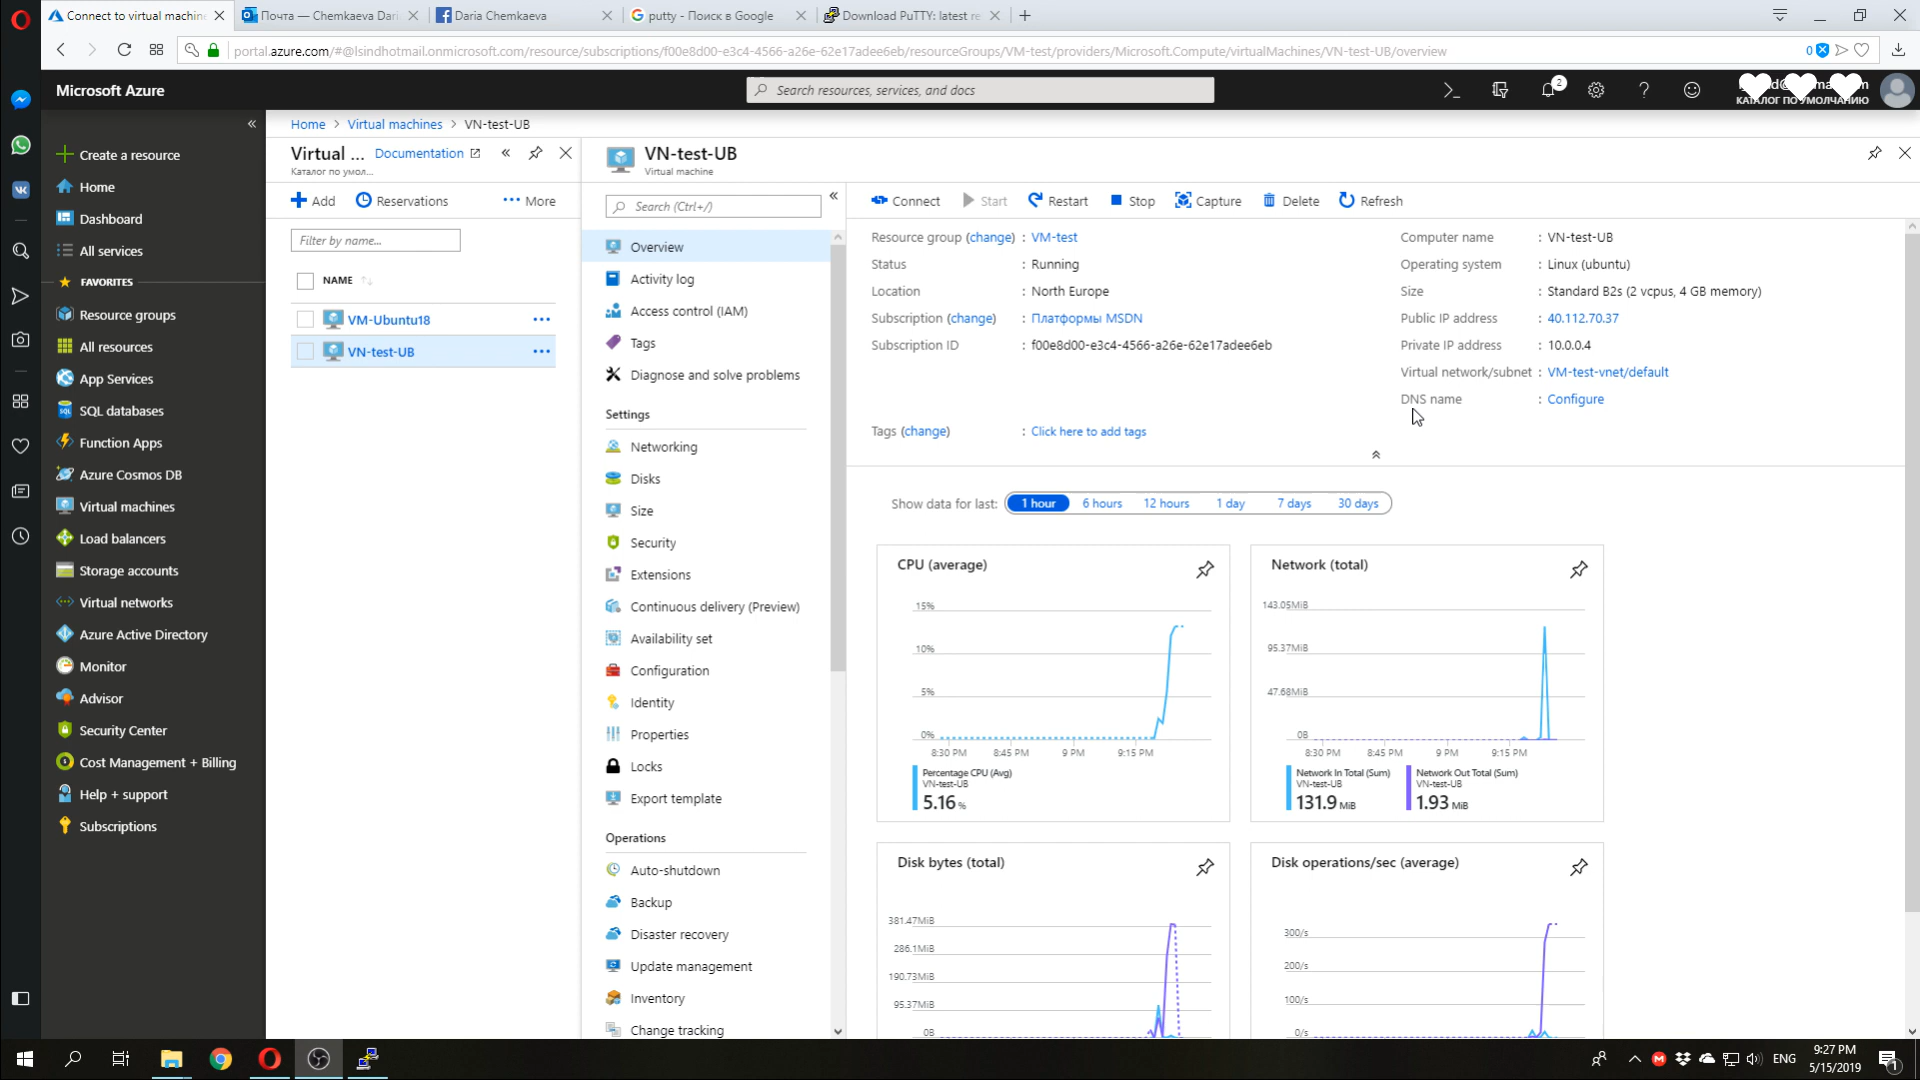 Connect to virtual machine
Почта — Chemkaeva Dari
Daria Chemkaeva
putty - Поиск в Google
Download PuTTY: latest re
portal.azure.com/#@lsindhotmail.onmicrosoft.com/resource/subscriptions/f00e8d00-e3c4-4566-a26e-62e17adee6eb/resourceGroups/VM-test/providers/Microsoft.Compute/virtualMachines/VN-test-UB/overview
0
Microsoft Azure
Search resources, services, and docs
2
КАТАЛОГ ПО УМОЛЧАНИЮ
Create a resource
Home
Dashboard
All services
FAVORITES
Resource groups
All resources
App Services
SQL databases
Function Apps
Azure Cosmos DB
Virtual machines
Load balancers
Storage accounts
Virtual networks
Azure Active Directory
Monitor
Advisor
Security Center
Cost Management + Billing
Help + support
Subscriptions
Home > Virtual machines > VN-test-UB
Virtual ... Documentation
Каталог по умол...
Add Reservations ••• More
Filter by name...
NAME
VM-Ubuntu18 •••
VN-test-UB •••
VN-test-UB
Virtual machine
Search (Ctrl+/)
Overview
Activity log
Access control (IAM)
Tags
Diagnose and solve problems
Settings
Networking
Disks
Size
Security
Extensions
Continuous delivery (Preview)
Availability set
Configuration
Identity
Properties
Locks
Export template
Operations
Auto-shutdown
Backup
Disaster recovery
Update management
Inventory
Change tracking
Connect Start Restart Stop Capture Delete Refresh
Resource group (change) : VM-test
Status : Running
Location : North Europe
Subscription (change) : Платформы MSDN
Subscription ID : f00e8d00-e3c4-4566-a26e-62e17adee6eb
Computer name : VN-test-UB
Operating system : Linux (ubuntu)
Size : Standard B2s (2 vcpus, 4 GB memory)
Public IP address : 40.112.70.37
Private IP address : 10.0.0.4
Virtual network/subnet : VM-test-vnet/default
DNS name : Configure
Tags (change) : Click here to add tags
Show data for last: 1 hour 6 hours 12 hours 1 day 7 days 30 days
CPU (average)
15%
10%
5%
0%
8:30 PM 8:45 PM 9 PM 9:15 PM
Percentage CPU (Avg)
VN-test-UB
5.16 %
Network (total)
143.05MiB
95.37MiB
47.68MiB
0B
8:30 PM 8:45 PM 9 PM 9:15 PM
Network In Total (Sum)
VN-test-UB
131.9 MiB
Network Out Total (Sum)
VN-test-UB
1.93 MiB
Disk bytes (total)
381.47MiB
286.1MiB
190.73MiB
95.37MiB
0B
Disk operations/sec (average)
300/s
200/s
100/s
0/s
ENG
9:27 PM
5/15/2019
1